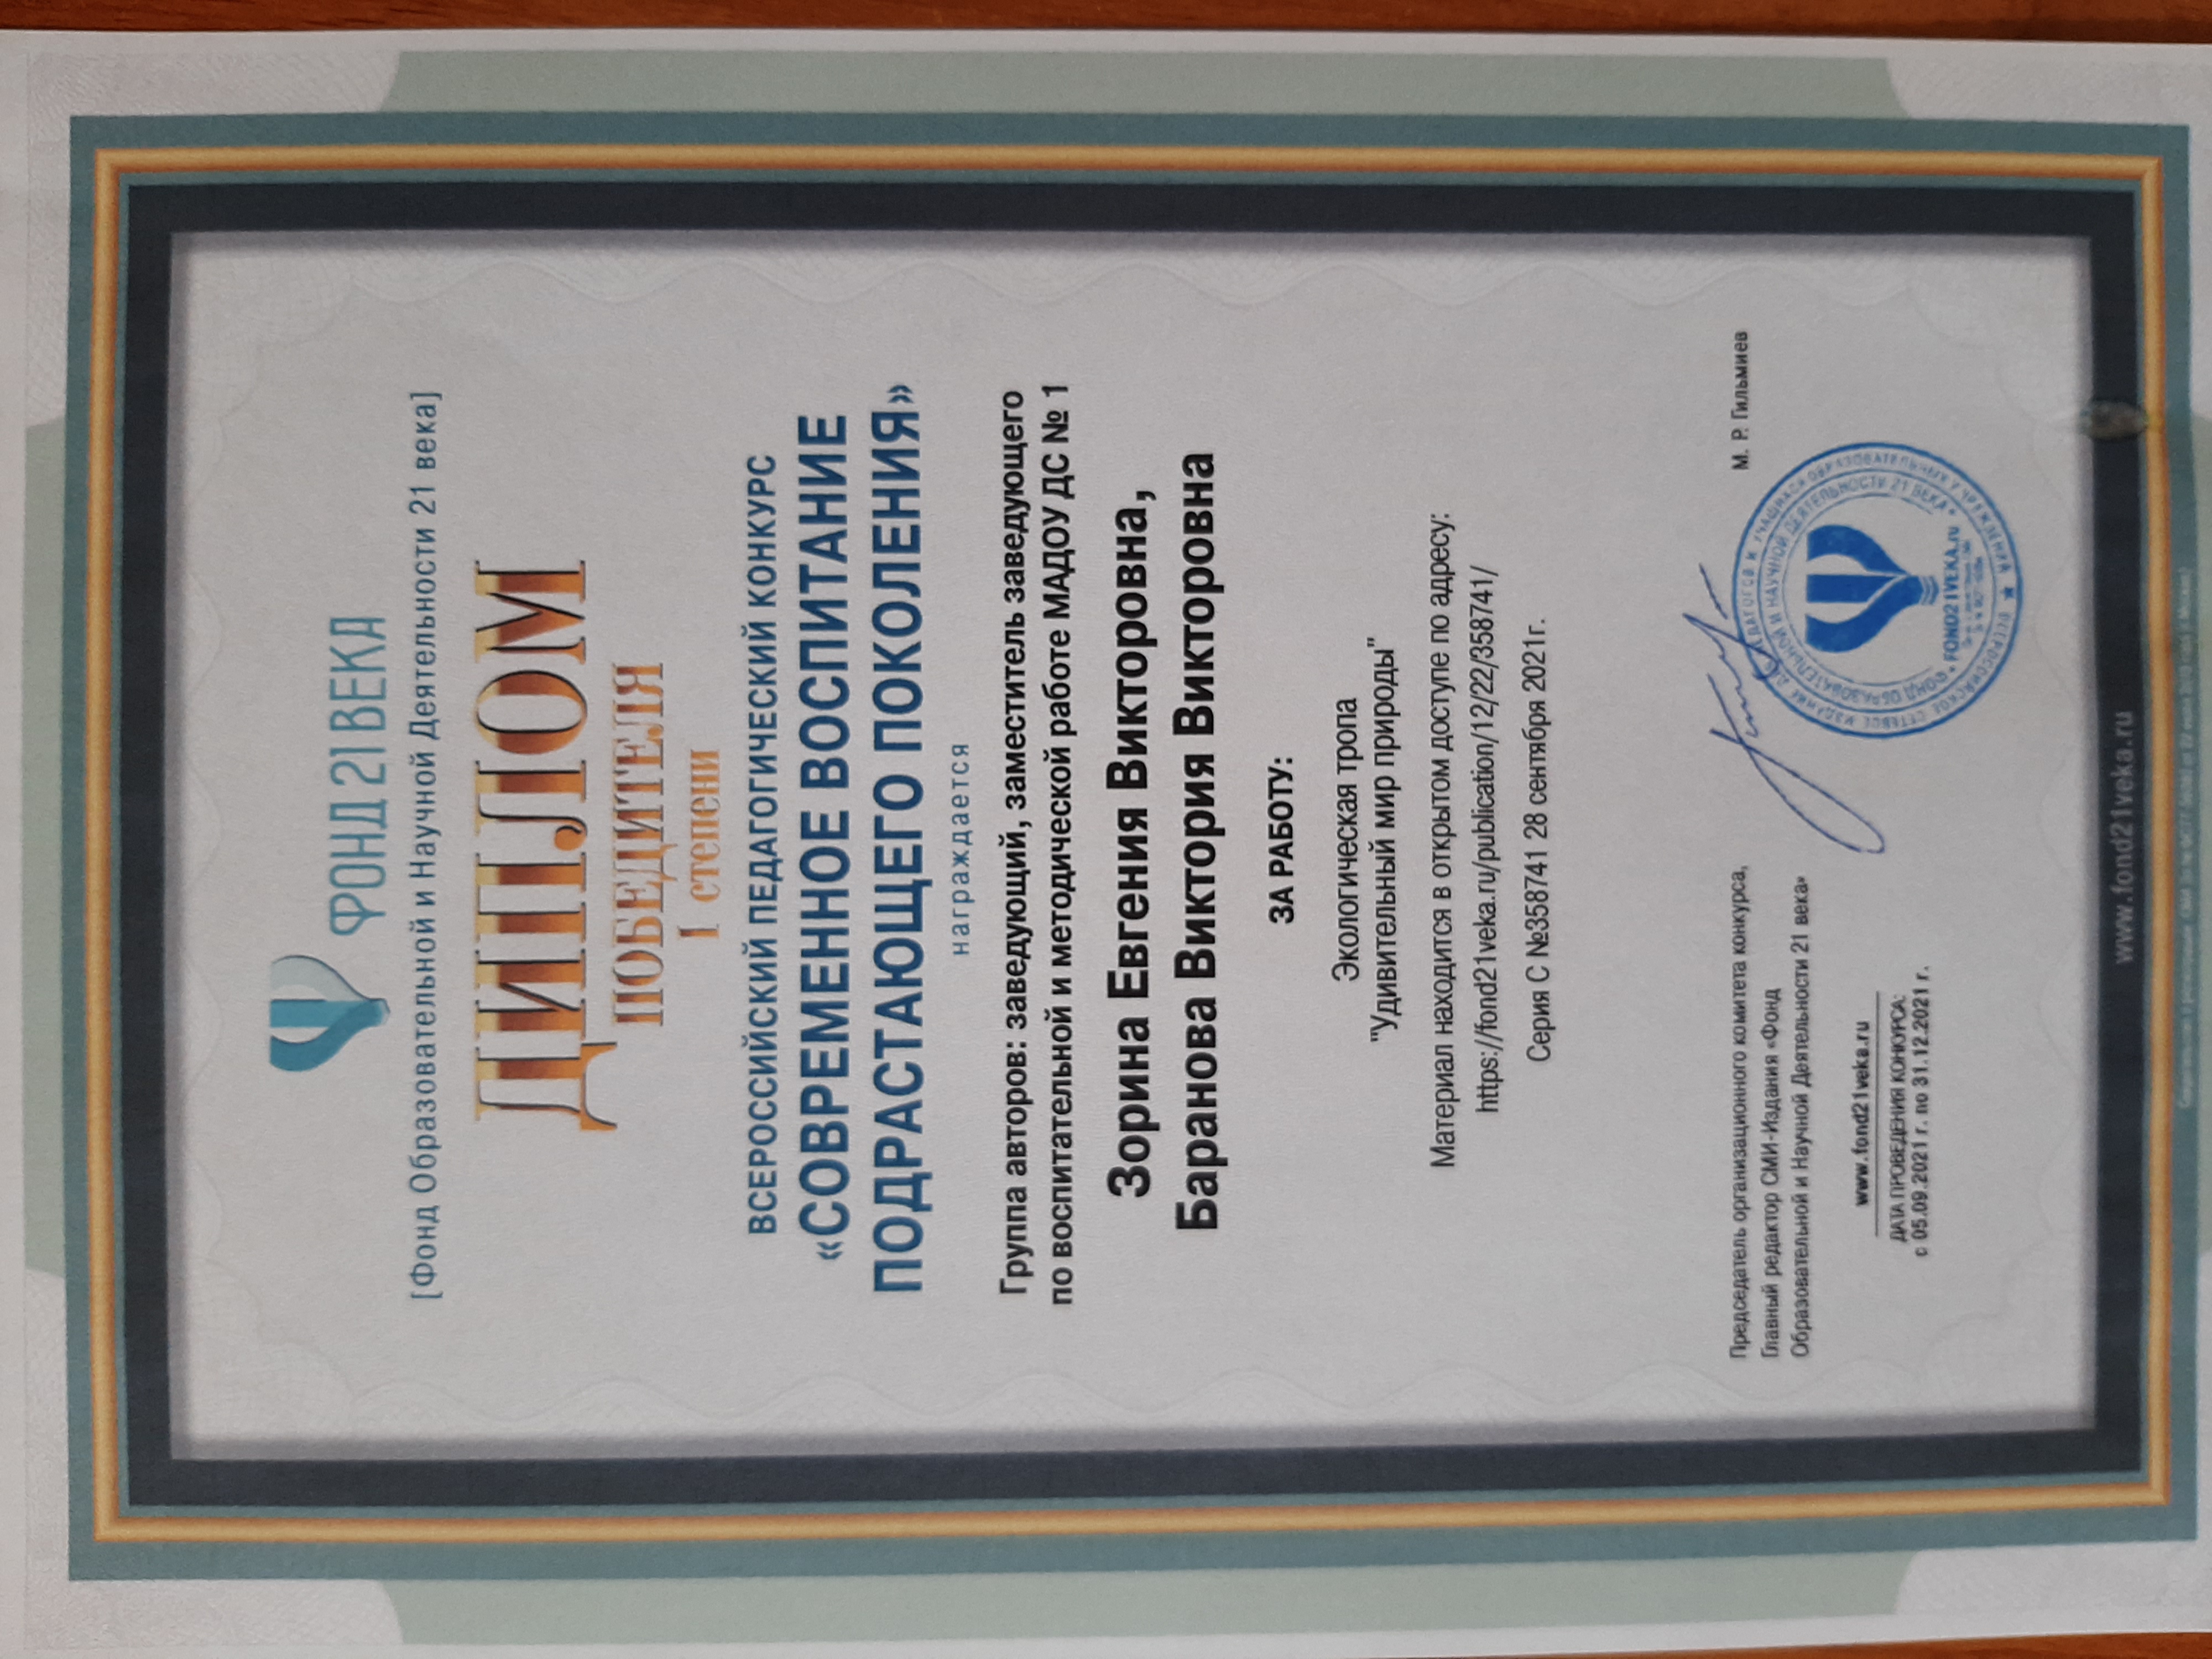 ФОНД 21 ВЕКА
[Фонд Образовательной и Научной Деятельности 21 века]
ДИПЛОМ
ПОБЕДИТЕЛЯ
I степени
ВСЕРОССИЙСКИЙ ПЕДАГОГИЧЕСКИЙ КОНКУРС
«СОВРЕМЕННОЕ ВОСПИТАНИЕ
ПОДРАСТАЮЩЕГО ПОКОЛЕНИЯ»
награждается
Группа авторов: заведующий, заместитель заведующего
по воспитательной и методической работе МАДОУ ДС № 1
Зорина Евгения Викторовна,
Баранова Виктория Викторовна
ЗА РАБОТУ:
Экологическая тропа
"Удивительный мир природы"
Материал находится в открытом доступе по адресу:
https://fond21veka.ru/publication/12/22/358741/
Серия С №358741 28 сентября 2021г.
Председатель организационного комитета конкурса,
Главный редактор СМИ-Издания «Фонд
Образовательной и Научной Деятельности 21 века»
М. Р. Гильмиев
www.fond21veka.ru
ДАТА ПРОВЕДЕНИЯ КОНКУРСА:
с 05.09.2021 г. по 31.12.2021 г.
FOND21VEKA.ru
www.fond21veka.ru